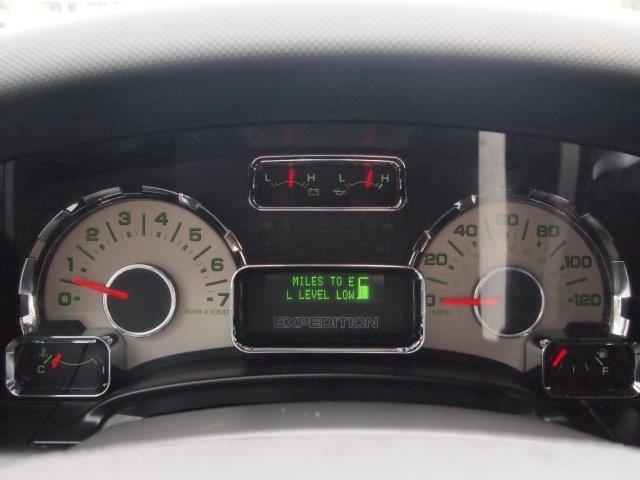 L H L H
0 1 2 3 4 5 6 7
RPM X 1000
MILES TO E
L LEVEL LOW
EXPEDITION
0 20 40 60 80 100 120
MPH
C
F